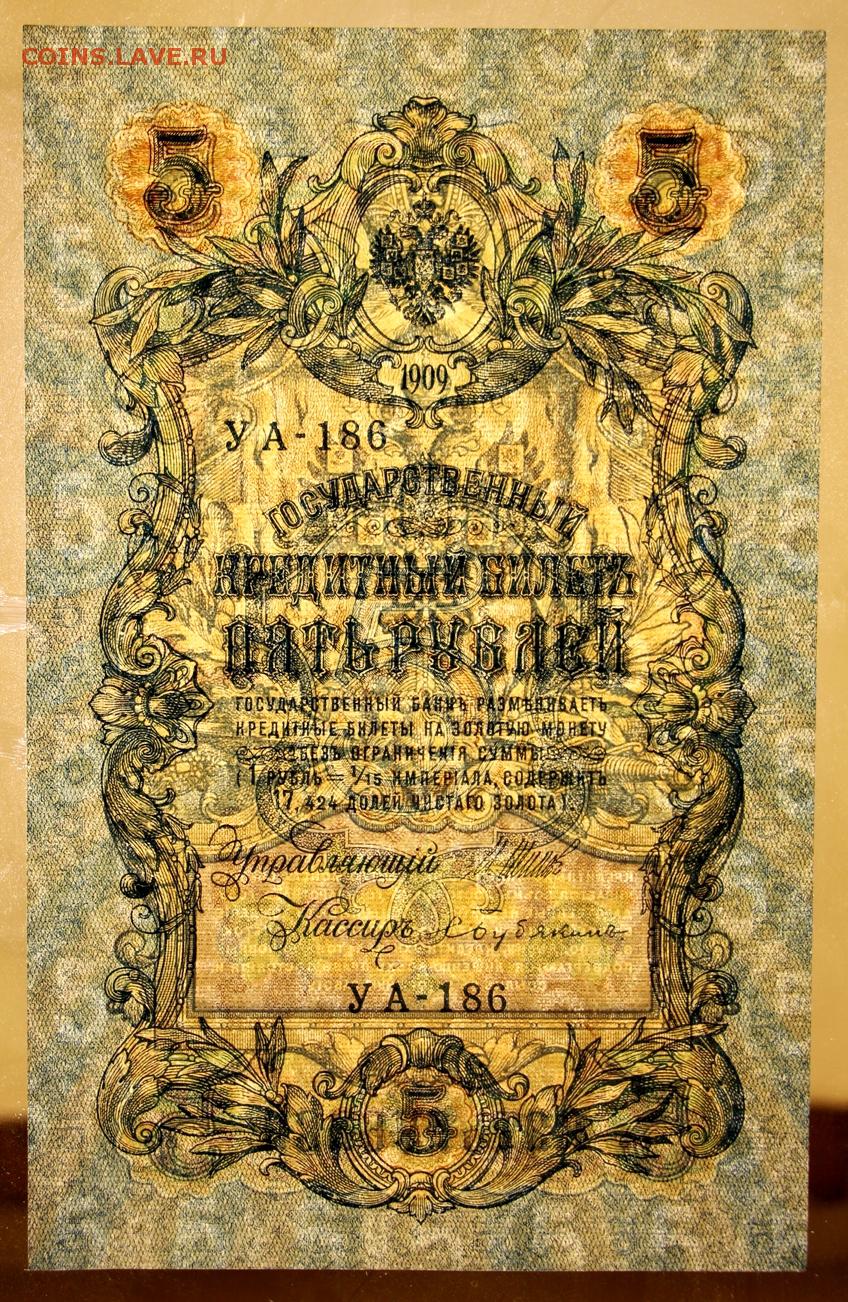 COINS.LAVE.RU
5 5
1909
УА-186
ГОСУДАРСТВЕННЫЙ
КРЕДИТНЫЙ БИЛЕТЪ
ПЯТЬ РУБЛЕЙ
ГОСУДАРСТВЕННЫЙ БАНКЪ РАЗМѢНИВАЕТЪ
КРЕДИТНЫЕ БИЛЕТЫ НА ЗОЛОТУЮ МОНЕТУ
БЕЗЪ ОГРАНИЧЕНІЯ СУММЫ
(1 РУБЛЬ = 1/15 ИМПЕРІАЛА, СОДЕРЖИТЪ
17,424 ДОЛЕЙ ЧИСТАГО ЗОЛОТА).
Управляющій
Кассиръ
УА-186
5